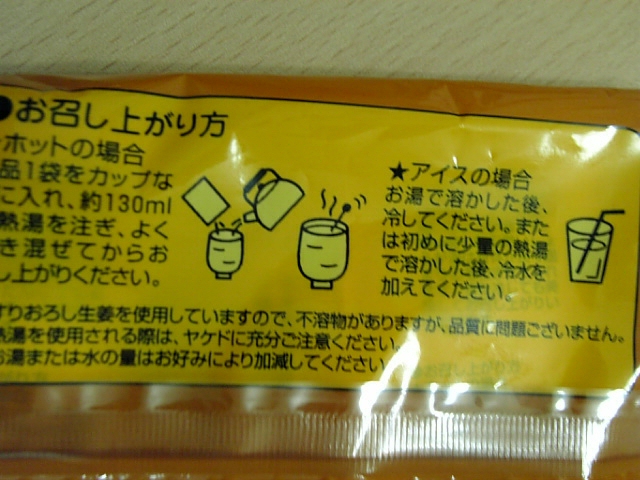 ●お召し上がり方
ホットの場合
品1袋をカップな
に入れ、約130ml
熱湯を注ぎ、よく
き混ぜてからお
し上がりください。
★アイスの場合
お湯で溶かした後、
冷してください。また
は初めに少量の熱湯
で溶かした後、冷水を
加えてください。
すりおろし生姜を使用していますので、不溶物がありますが、品質に問題ございません。
熱湯を使用される際は、ヤケドに充分ご注意ください。
お湯または水の量はお好みにより加減してください